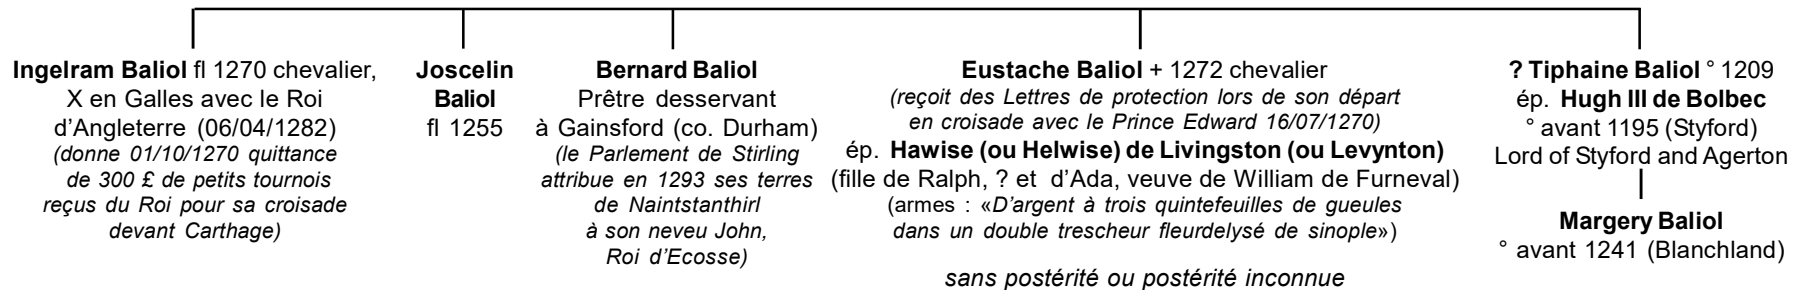 Ingelram Baliol fl 1270 chevalier,
X en Galles avec le Roi
d’Angleterre (06/04/1282)
(donne 01/10/1270 quittance
de 300 £ de petits tournois
reçus du Roi pour sa croisade
devant Carthage)
Joscelin
Baliol
fl 1255
Bernard Baliol
Prêtre desservant
à Gainsford (co. Durham)
(le Parlement de Stirling
attribue en 1293 ses terres
de Naintstanthirl
à son neveu John,
Roi d’Ecosse)
Eustache Baliol + 1272 chevalier
(reçoit des Lettres de protection lors de son départ
en croisade avec le Prince Edward 16/07/1270)
ép. Hawise (ou Helwise) de Livingston (ou Levynton)
(fille de Ralph, ? et d’Ada, veuve de William de Furneval)
(armes : «D’argent à trois quintefeuilles de gueules
dans un double trescheur fleurdelysé de sinople»)
sans postérité ou postérité inconnue
? Tiphaine Baliol ° 1209
ép. Hugh III de Bolbec
° avant 1195 (Styford)
Lord of Styford and Agerton
Margery Baliol
° avant 1241 (Blanchland)